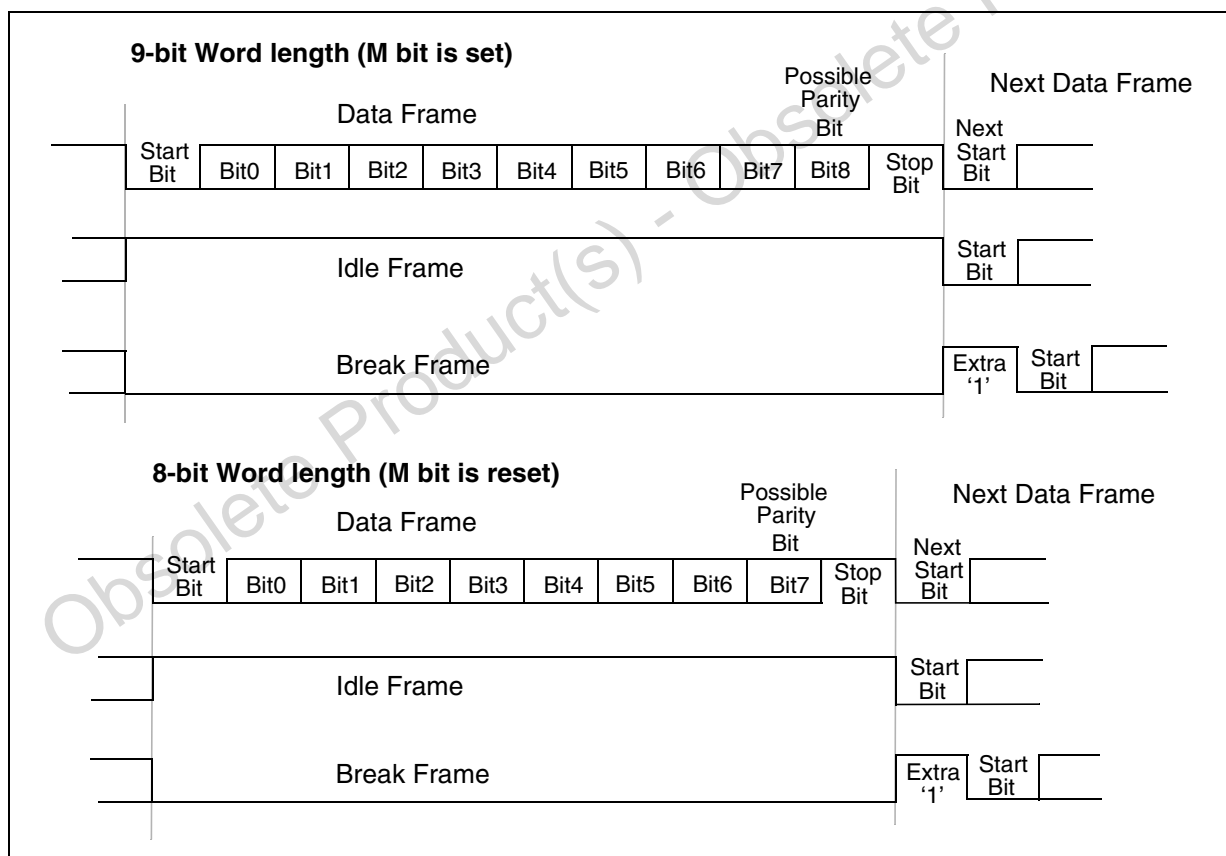 9-bit Word length (M bit is set)
Data Frame
Possible
Parity
Bit
Next Data Frame
Start
Bit
Bit0
Bit1
Bit2
Bit3
Bit4
Bit5
Bit6
Bit7
Bit8
Stop
Bit
Next
Start
Bit
Idle Frame
Start
Bit
Break Frame
Extra
‘1’
Start
Bit
8-bit Word length (M bit is reset)
Data Frame
Possible
Parity
Bit
Next Data Frame
Start
Bit
Bit0
Bit1
Bit2
Bit3
Bit4
Bit5
Bit6
Bit7
Stop
Bit
Next
Start
Bit
Idle Frame
Start
Bit
Break Frame
Extra
‘1’
Start
Bit
Obsolete Product(s) - Obsolete